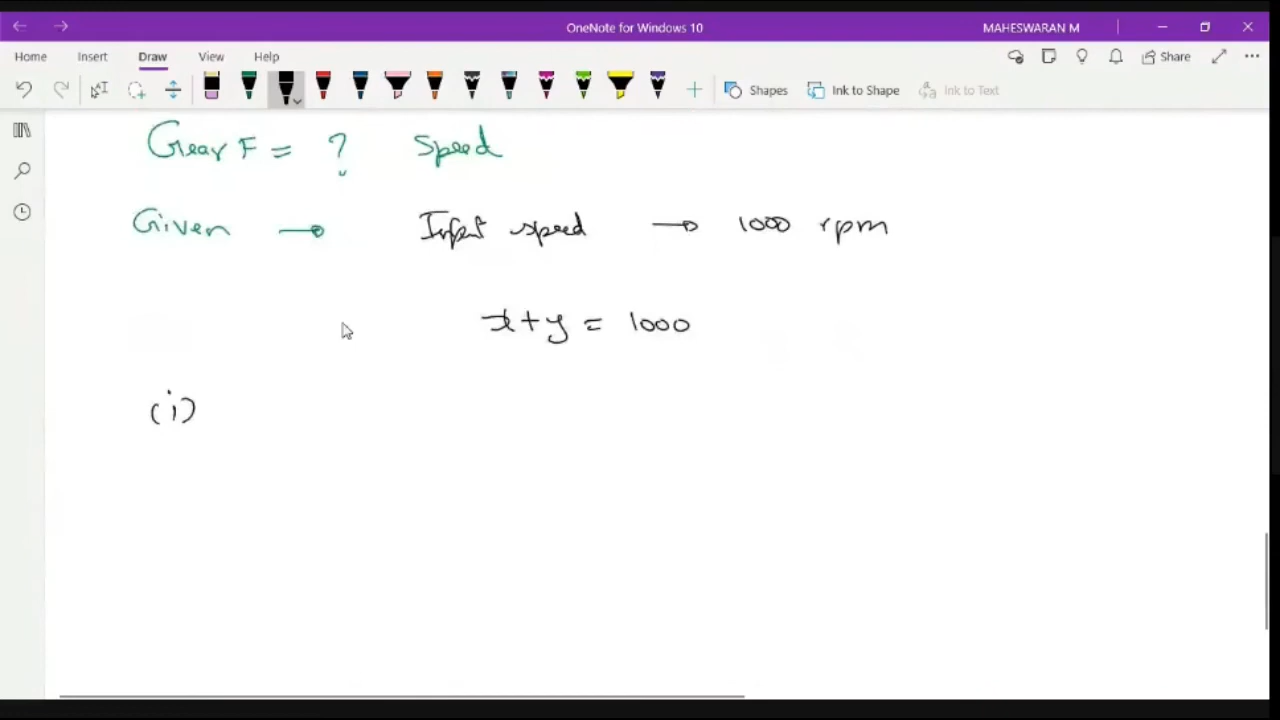 OneNote for Windows 10
MAHESWARAN M
Home Insert Draw View Help
Share
Shapes Ink to Shape Ink to Text
Gear F = ? Speed
Given → Input speed → 1000 rpm
x+y = 1000
(i)